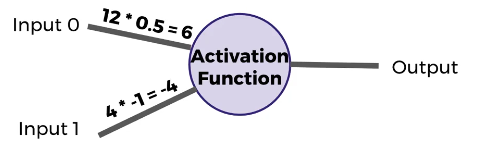 Input 0
12 * 0.5 = 6
Activation
Function
Output
4 * -1 = -4
Input 1